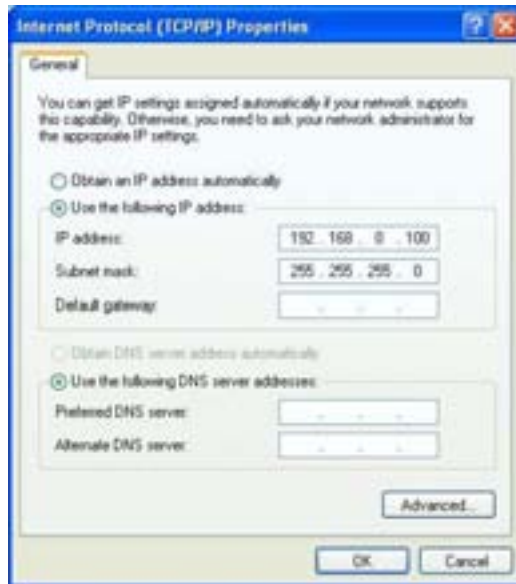 Internet Protocol (TCP/IP) Properties
General
You can get IP settings assigned automatically if your network supports
this capability. Otherwise, you need to ask your network administrator for
the appropriate IP settings.
Obtain an IP address automatically
Use the following IP address:
IP address: 192 . 168 . 0 . 100
Subnet mask: 255 . 255 . 255 . 0
Default gateway: . . .
Obtain DNS server address automatically
Use the following DNS server addresses:
Preferred DNS server: . . .
Alternate DNS server: . . .
Advanced...
OK Cancel